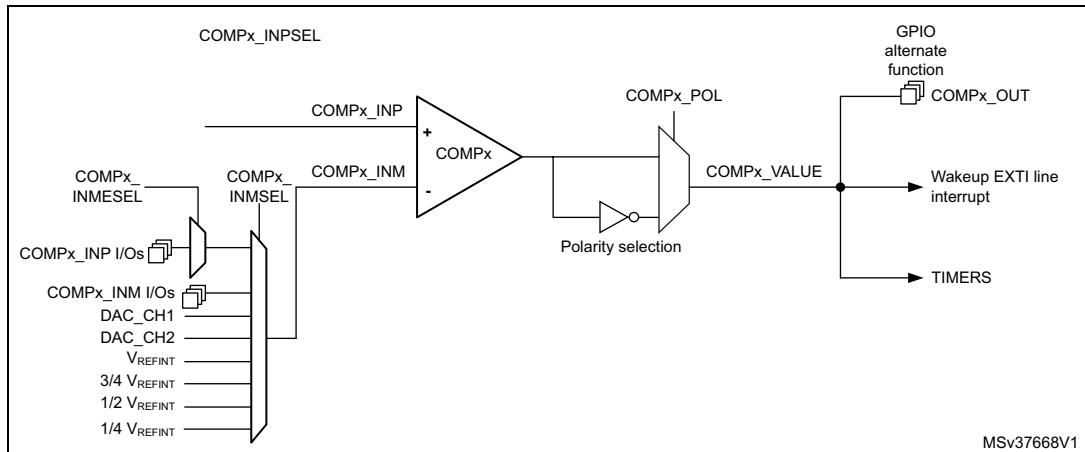 COMPx_INPSEL
GPIO
alternate
function
COMPx_OUT
COMPx_POL
COMPx_INP
+
COMPx
COMPx_INM
-
COMPx_VALUE
Wakeup EXTI line
interrupt
COMPx_
INMESEL
COMPx_
INMSEL
Polarity selection
COMPx_INP I/Os
COMPx_INM I/Os
TIMERS
DAC_CH1
DAC_CH2
VREFINT
3/4 VREFINT
1/2 VREFINT
1/4 VREFINT
MSv37668V1